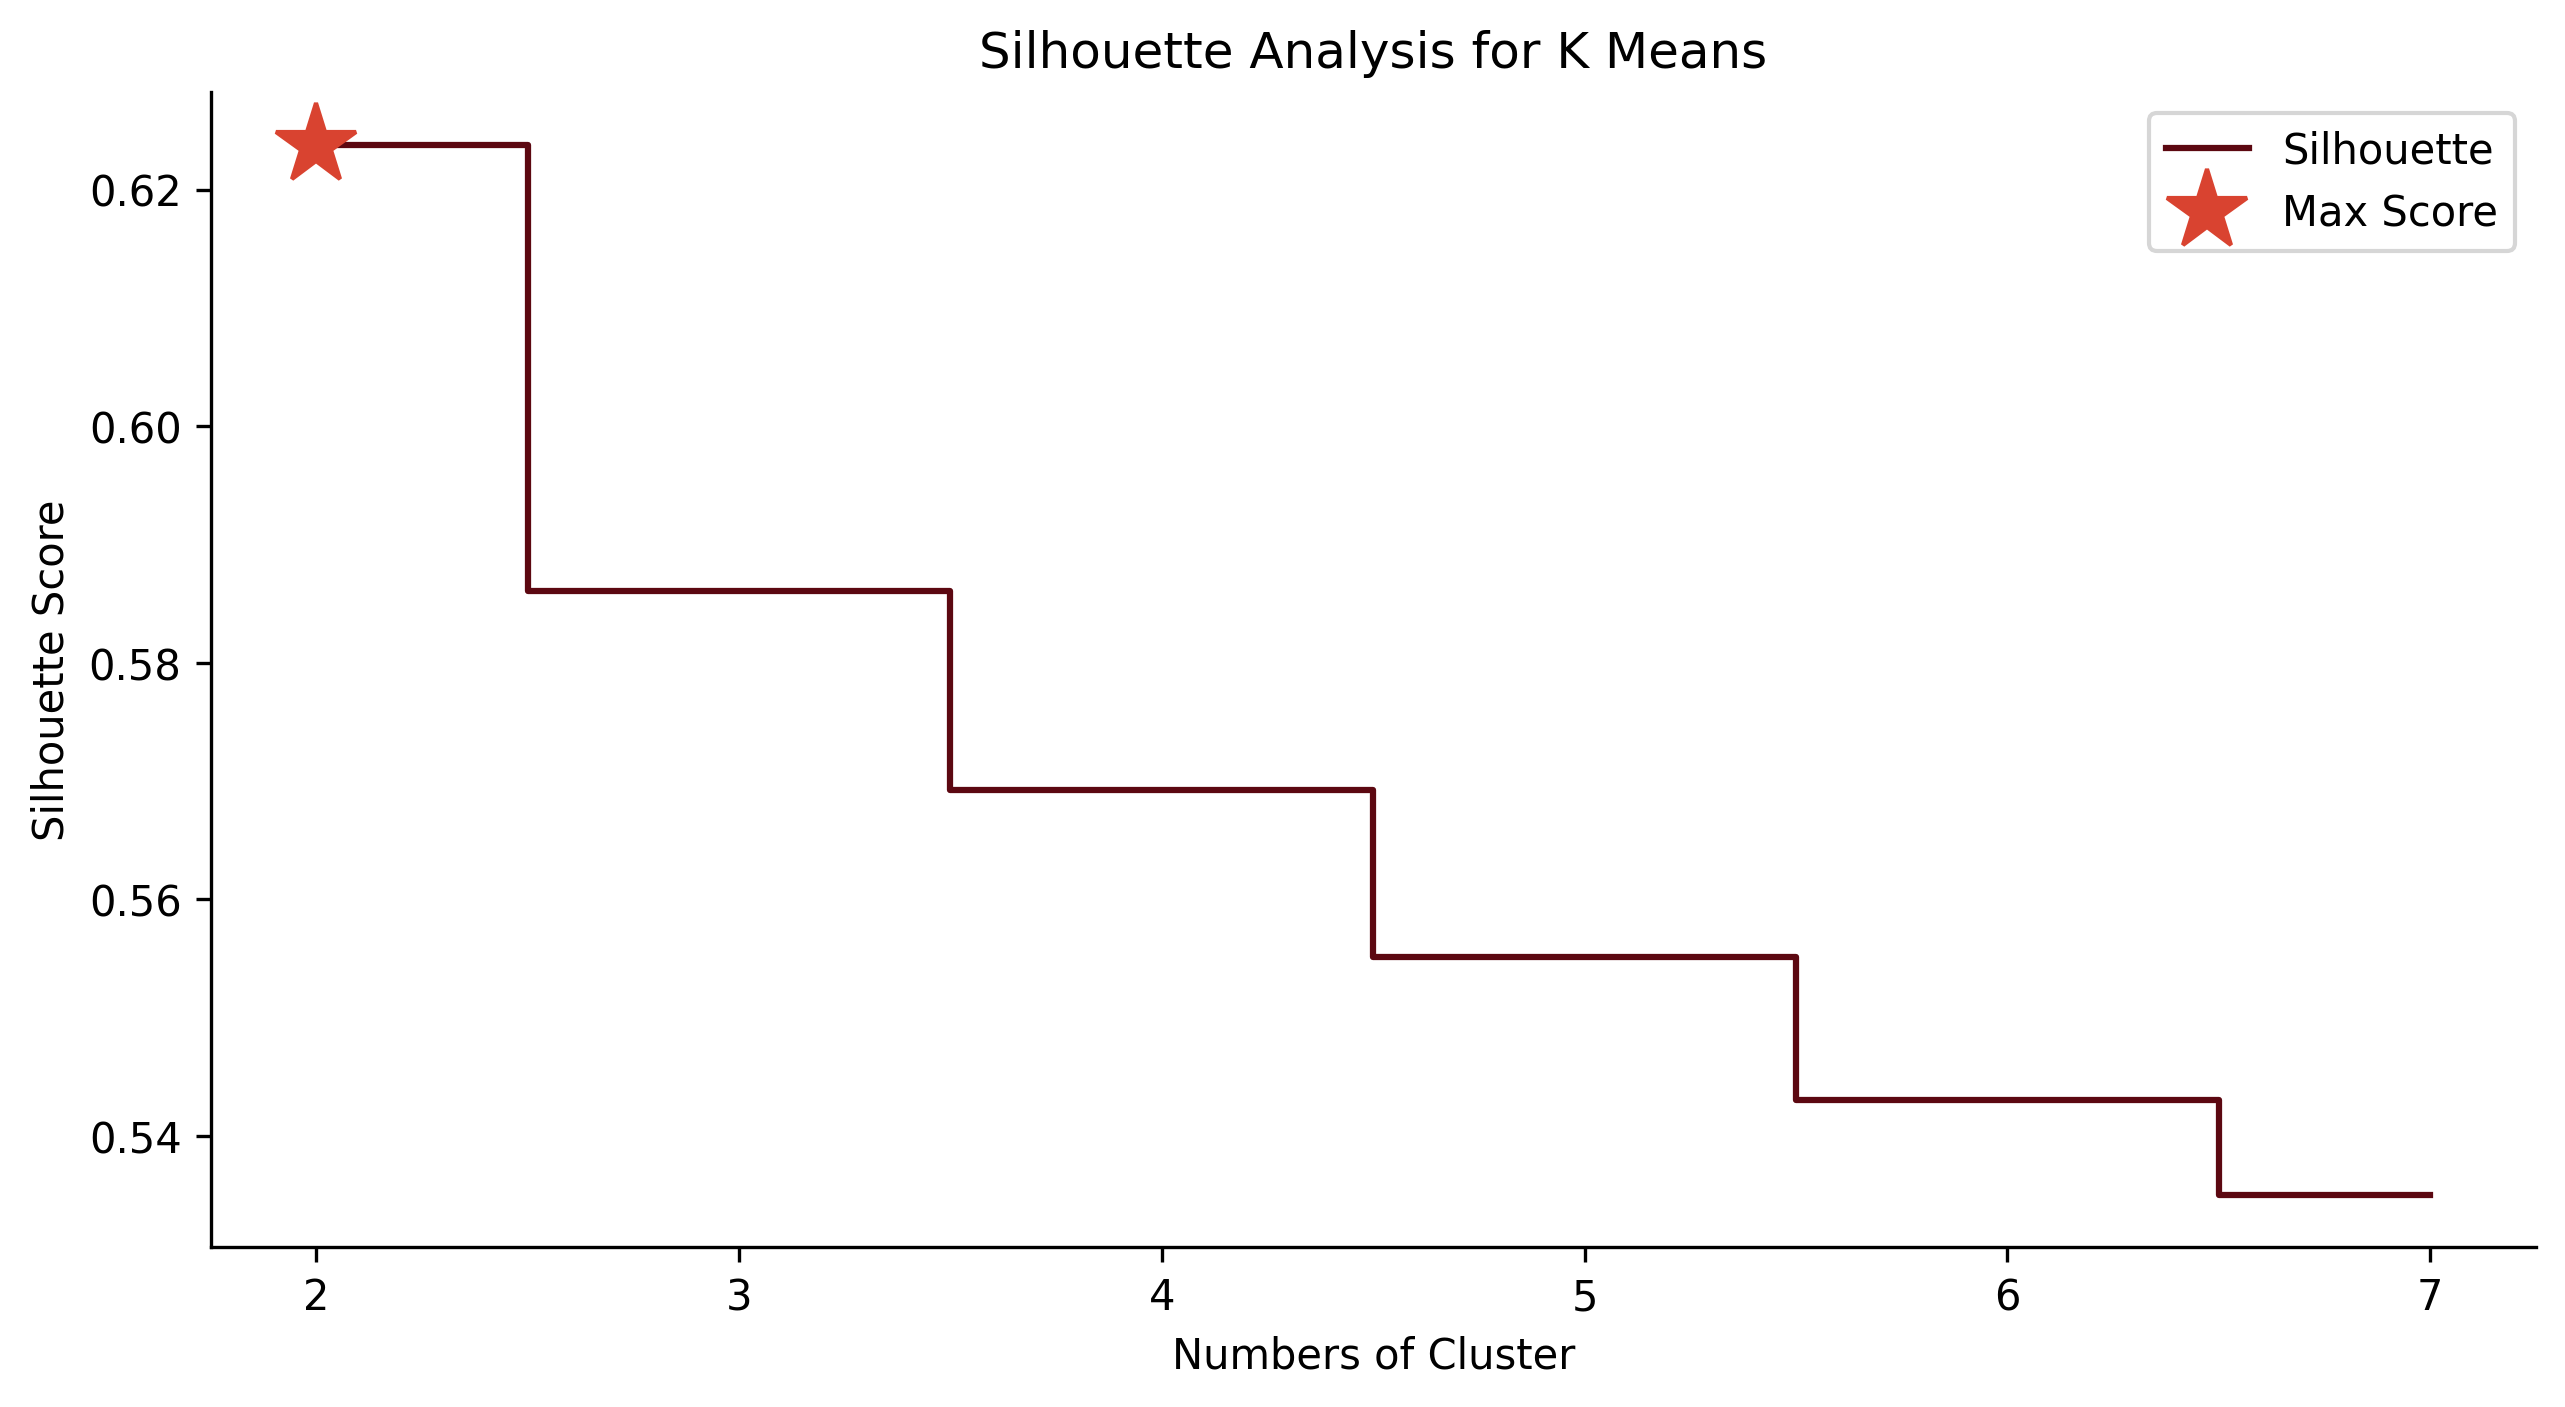 Silhouette Analysis for K Means
Silhouette
Max Score
Silhouette Score
0.62
0.60
0.58
0.56
0.54
2 3 4 5 6 7
Numbers of Cluster